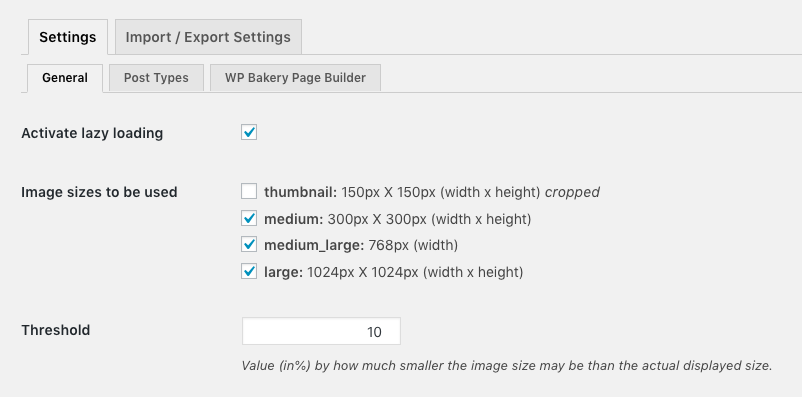 Settings Import / Export Settings
General Post Types WP Bakery Page Builder
Activate lazy loading
Image sizes to be used thumbnail: 150px X 150px (width x height) cropped
medium: 300px X 300px (width x height)
medium_large: 768px (width)
large: 1024px X 1024px (width x height)
Threshold 10
Value (in%) by how much smaller the image size may be than the actual displayed size.